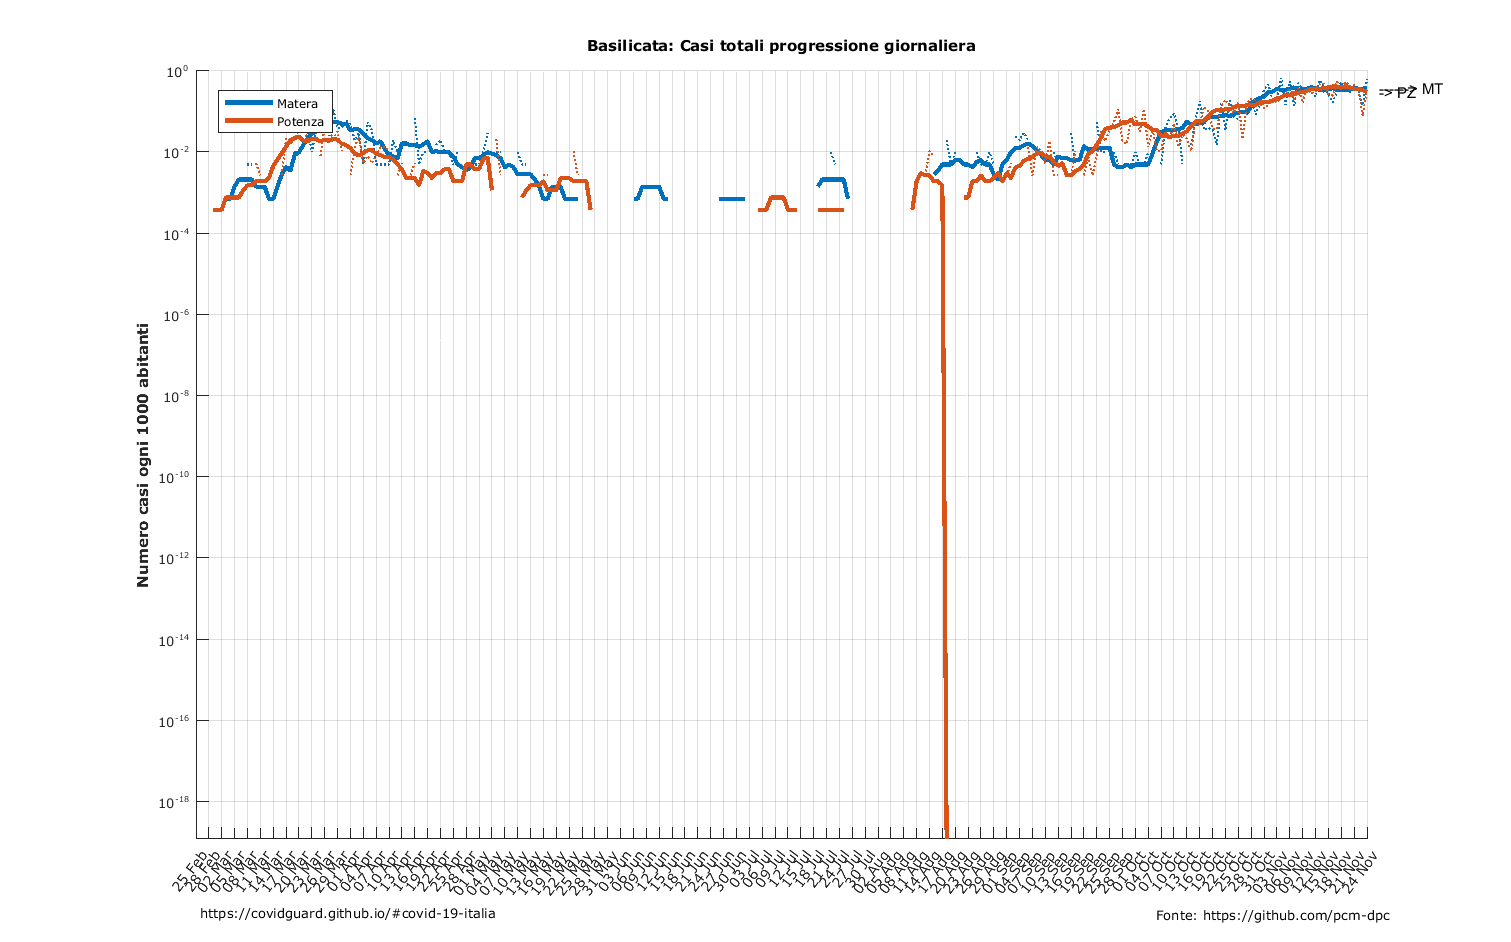 Basilicata: Casi totali progressione giornaliera
Numero casi ogni 1000 abitanti
10⁰
10⁻²
10⁻⁴
10⁻⁶
10⁻⁸
10⁻¹⁰
10⁻¹²
10⁻¹⁴
10⁻¹⁶
10⁻¹⁸
Matera
Potenza
-> MT
-> PZ
25 Feb
28 Feb
02 Mar
05 Mar
08 Mar
11 Mar
14 Mar
17 Mar
20 Mar
23 Mar
26 Mar
29 Mar
01 Apr
04 Apr
07 Apr
10 Apr
13 Apr
16 Apr
19 Apr
22 Apr
25 Apr
28 Apr
01 May
04 May
07 May
10 May
13 May
16 May
19 May
22 May
25 May
28 May
31 May
03 Jun
06 Jun
09 Jun
12 Jun
15 Jun
18 Jun
21 Jun
24 Jun
27 Jun
30 Jun
03 Jul
06 Jul
09 Jul
12 Jul
15 Jul
18 Jul
21 Jul
24 Jul
27 Jul
30 Jul
02 Aug
05 Aug
08 Aug
11 Aug
14 Aug
17 Aug
20 Aug
23 Aug
26 Aug
29 Aug
01 Sep
04 Sep
07 Sep
10 Sep
13 Sep
16 Sep
19 Sep
22 Sep
25 Sep
28 Sep
01 Oct
04 Oct
07 Oct
10 Oct
13 Oct
16 Oct
19 Oct
22 Oct
25 Oct
28 Oct
31 Oct
03 Nov
06 Nov
09 Nov
12 Nov
15 Nov
18 Nov
21 Nov
24 Nov
https://covidguard.github.io/#covid-19-italia
Fonte: https://github.com/pcm-dpc